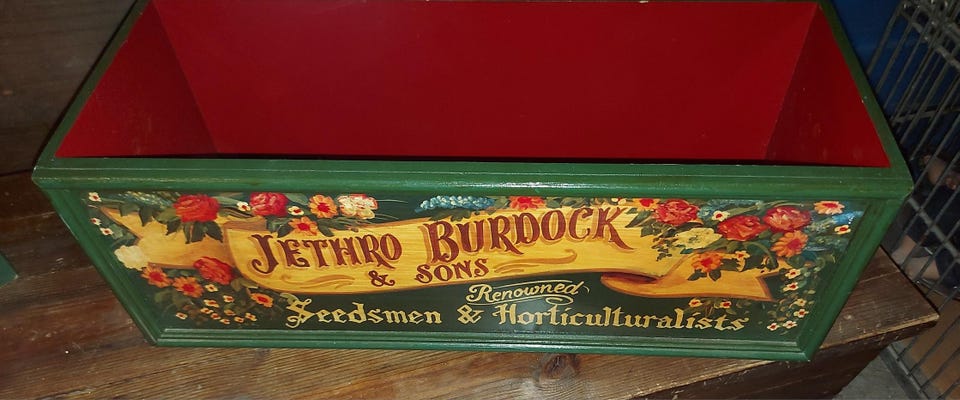 JETHRO BURDOCK
& SONS
Renowned
Seedsmen & Horticulturalists